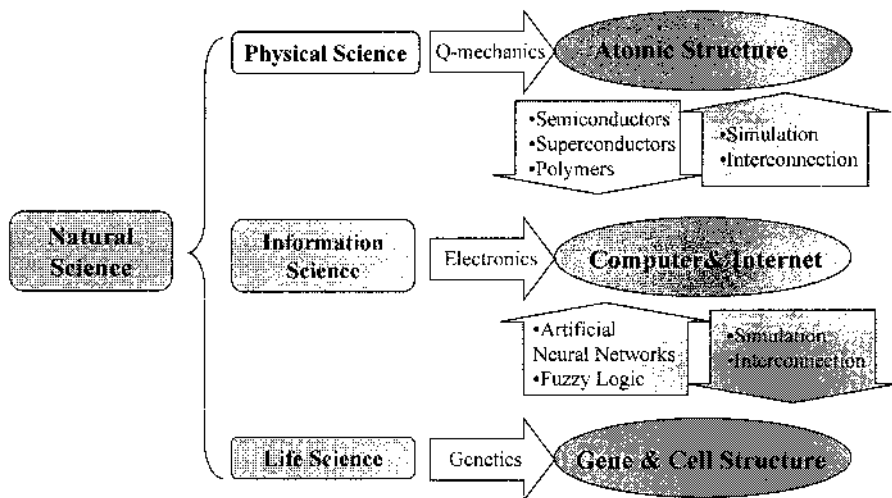 Physical Science
Q-mechanics
Atomic Structure
•Semiconductors
•Superconductors
•Polymers
•Simulation
•Interconnection
Natural
Science
Information
Science
Electronics
Computer&Internet
•Artificial
Neural Networks
•Fuzzy Logic
•Simulation
•Interconnection
Life Science
Genetics
Gene & Cell Structure